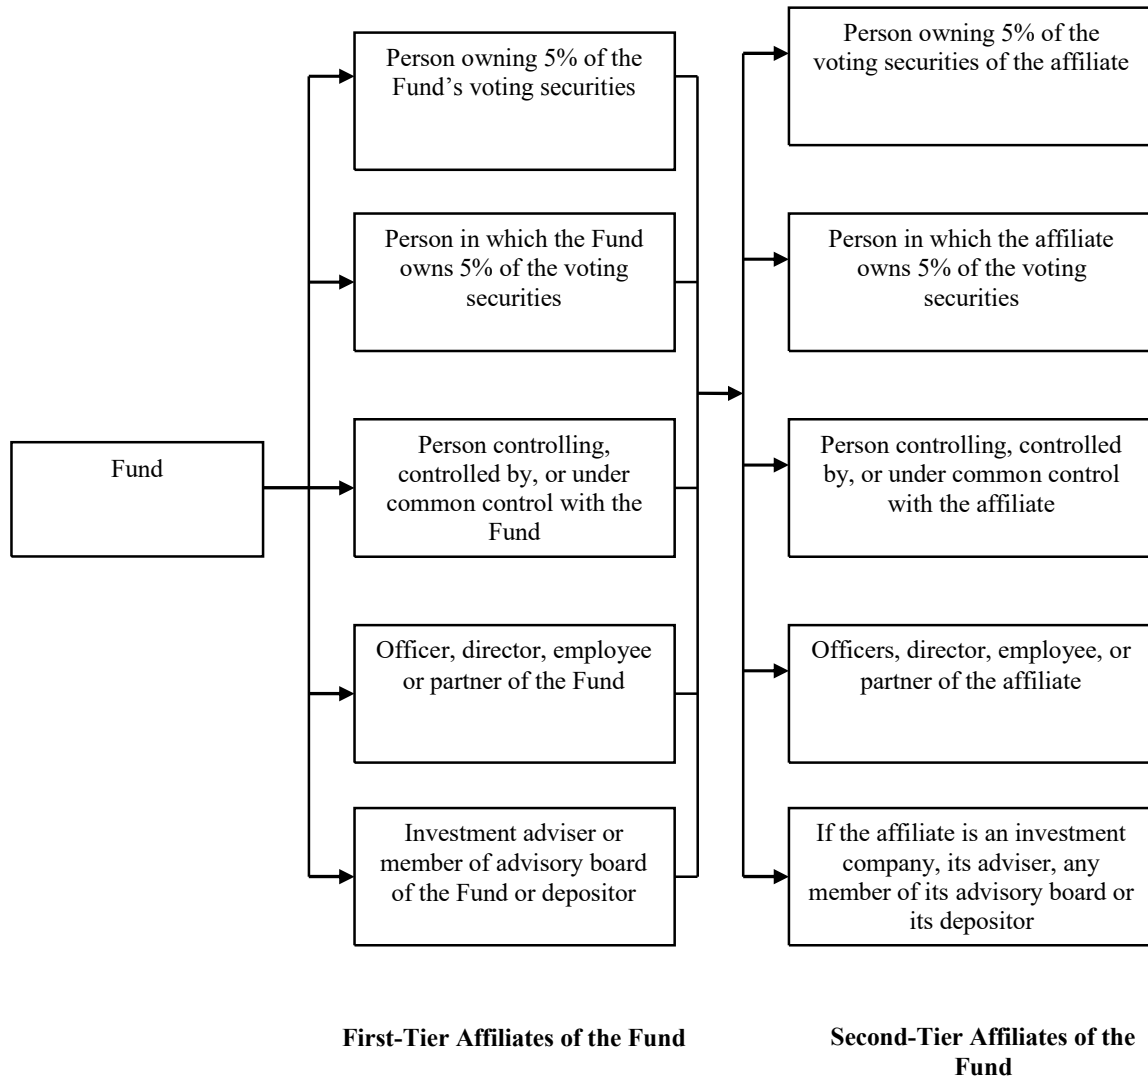 Fund
Person owning 5% of the
Fund’s voting securities
Person in which the Fund
owns 5% of the voting
securities
Person controlling,
controlled by, or under
common control with the
Fund
Officer, director, employee
or partner of the Fund
Investment adviser or
member of advisory board
of the Fund or depositor
First-Tier Affiliates of the Fund
Person owning 5% of the
voting securities of the affiliate
Person in which the affiliate
owns 5% of the voting
securities
Person controlling, controlled
by, or under common control
with the affiliate
Officers, director, employee, or
partner of the affiliate
If the affiliate is an investment
company, its adviser, any
member of its advisory board or
its depositor
Second-Tier Affiliates of the
Fund